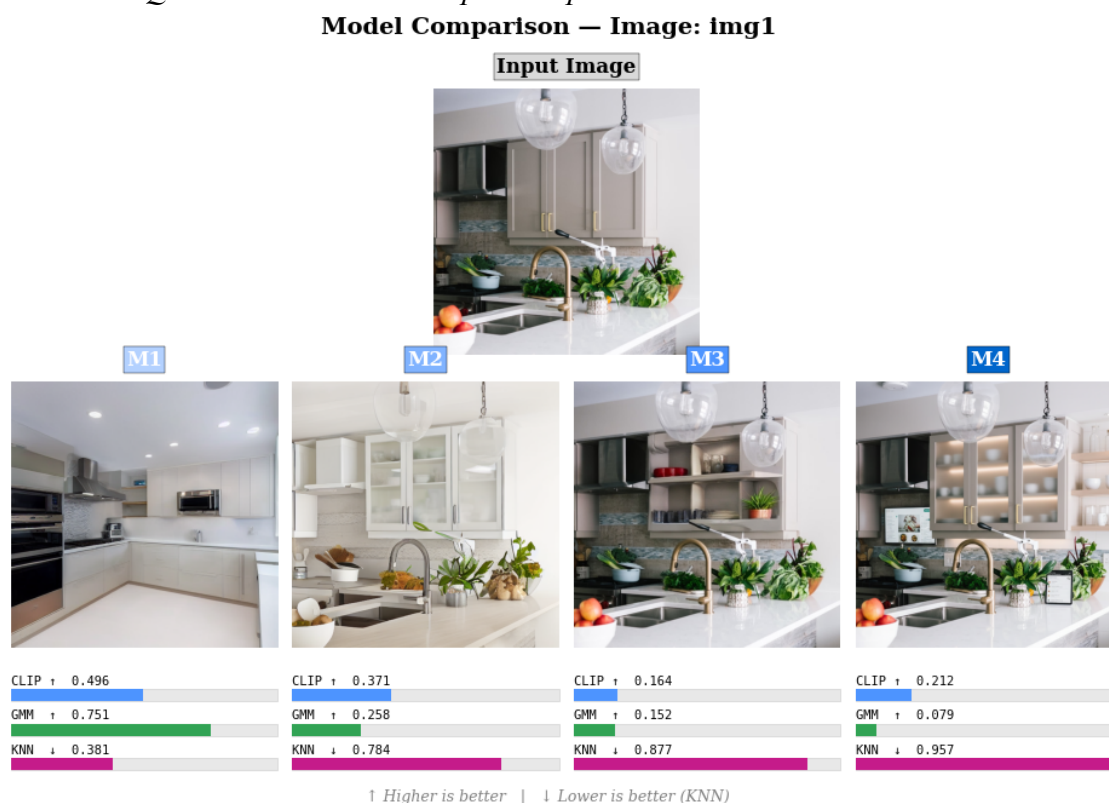 Model Comparison — Image: img1
Input Image
M1
M2
M3
M4
CLIP ↑ 0.496
GMM ↑ 0.751
KNN ↓ 0.381
CLIP ↑ 0.371
GMM ↑ 0.258
KNN ↓ 0.784
CLIP ↑ 0.164
GMM ↑ 0.152
KNN ↓ 0.877
CLIP ↑ 0.212
GMM ↑ 0.079
KNN ↓ 0.957
↑ Higher is better | ↓ Lower is better (KNN)